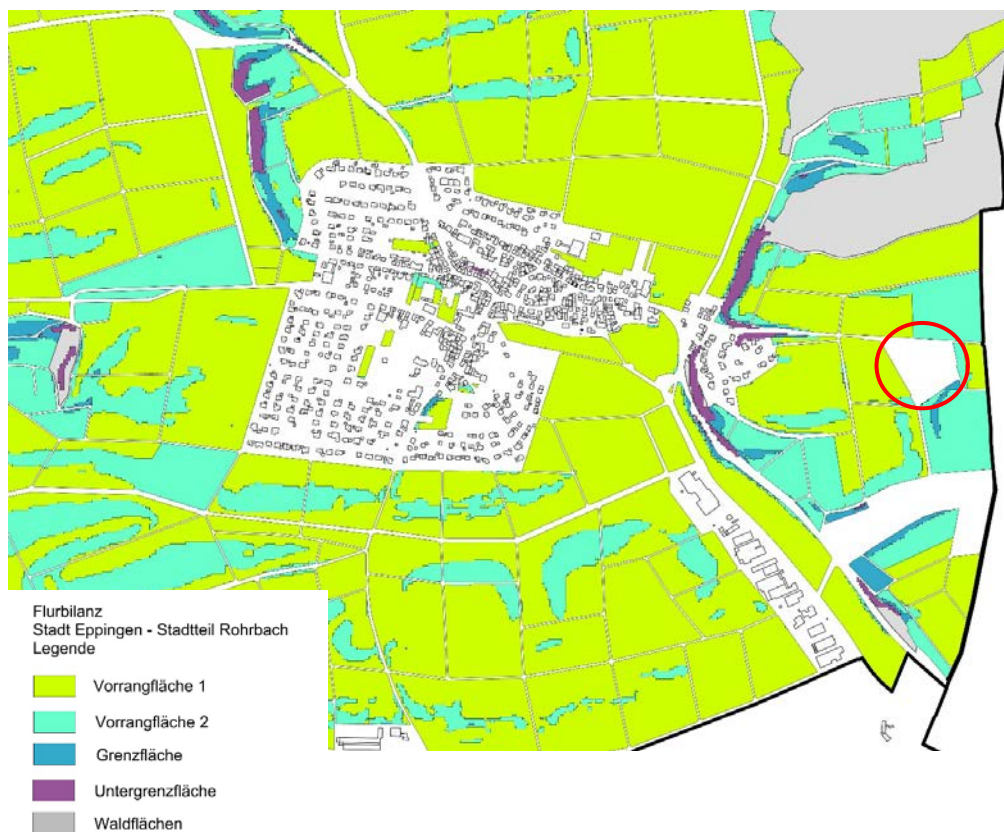 Flurbilanz
Stadt Eppingen - Stadtteil Rohrbach
Legende
Vorrangfläche 1
Vorrangfläche 2
Grenzfläche
Untergrenzfläche
Waldflächen